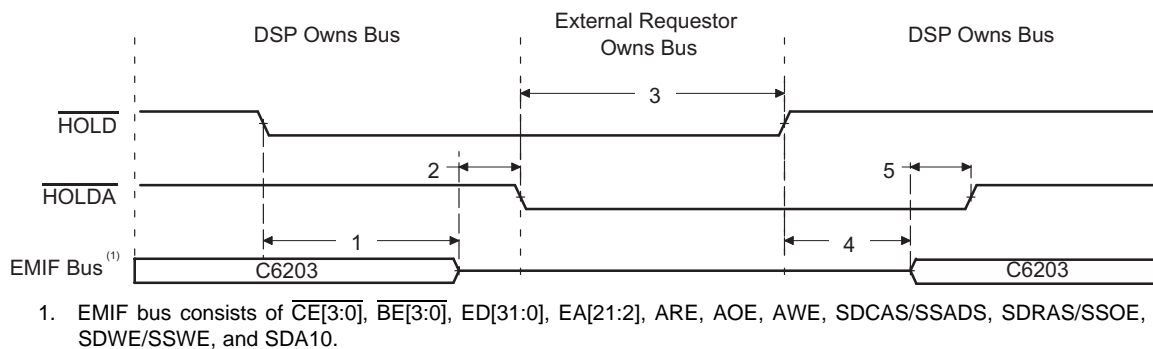 DSP Owns Bus
External Requestor
Owns Bus
DSP Owns Bus
3
HOLD
2
5
HOLDA
1
4
EMIF Bus (1)
C6203
C6203
1. EMIF bus consists of CE[3:0], BE[3:0], ED[31:0], EA[21:2], ARE, AOE, AWE, SDCAS/SSADS, SDRAS/SSOE,
SDWE/SSWE, and SDA10.